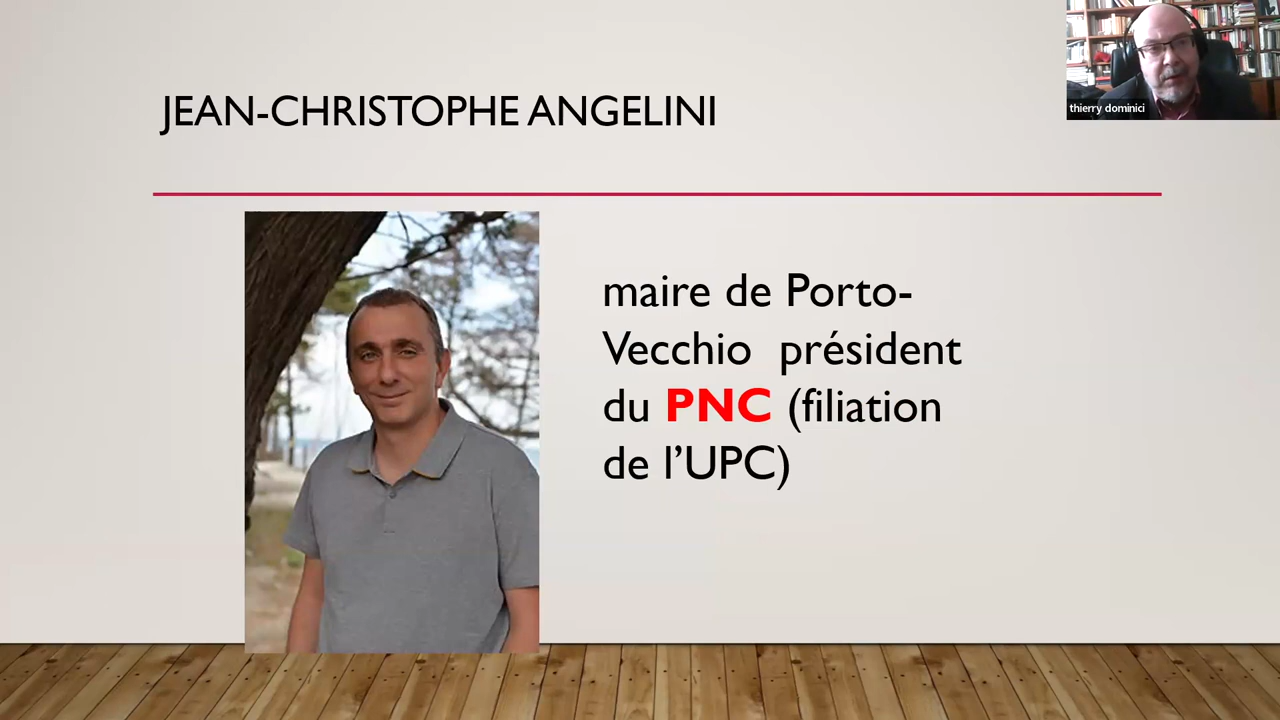 JEAN-CHRISTOPHE ANGELINI
thierry dominici
maire de Porto-
Vecchio président
du PNC (filiation
de l’UPC)